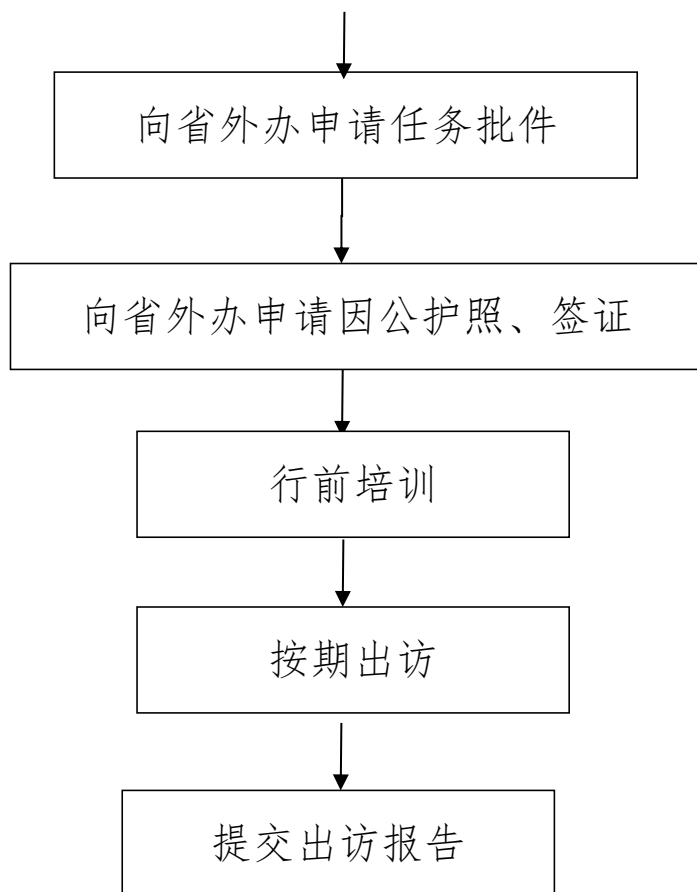 向省外办申请任务批件
向省外办申请因公护照、签证
行前培训
按期出访
提交出访报告